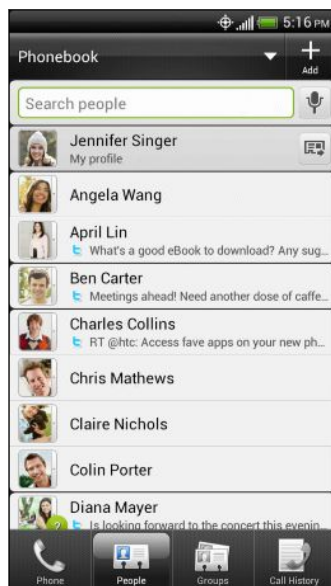 5:16 PM
Phonebook
Add
Search people
Jennifer Singer
My profile
Angela Wang
April Lin
What's a good eBook to download? Any sug...
Ben Carter
Meetings ahead! Need another dose of caffe...
Charles Collins
RT @htc: Access fave apps on your new ph...
Chris Mathews
Claire Nichols
Colin Porter
Diana Mayer
Is looking forward to the concert this evenin...
Phone
People
Groups
Call History